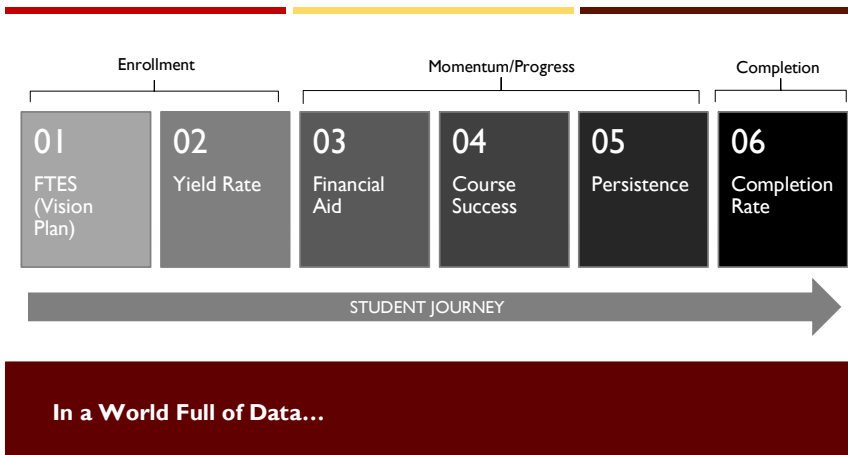 Enrollment
Momentum/Progress
Completion
01
FTES
(Vision
Plan)
02
Yield Rate
03
Financial
Aid
04
Course
Success
05
Persistence
06
Completion
Rate
STUDENT JOURNEY
In a World Full of Data…